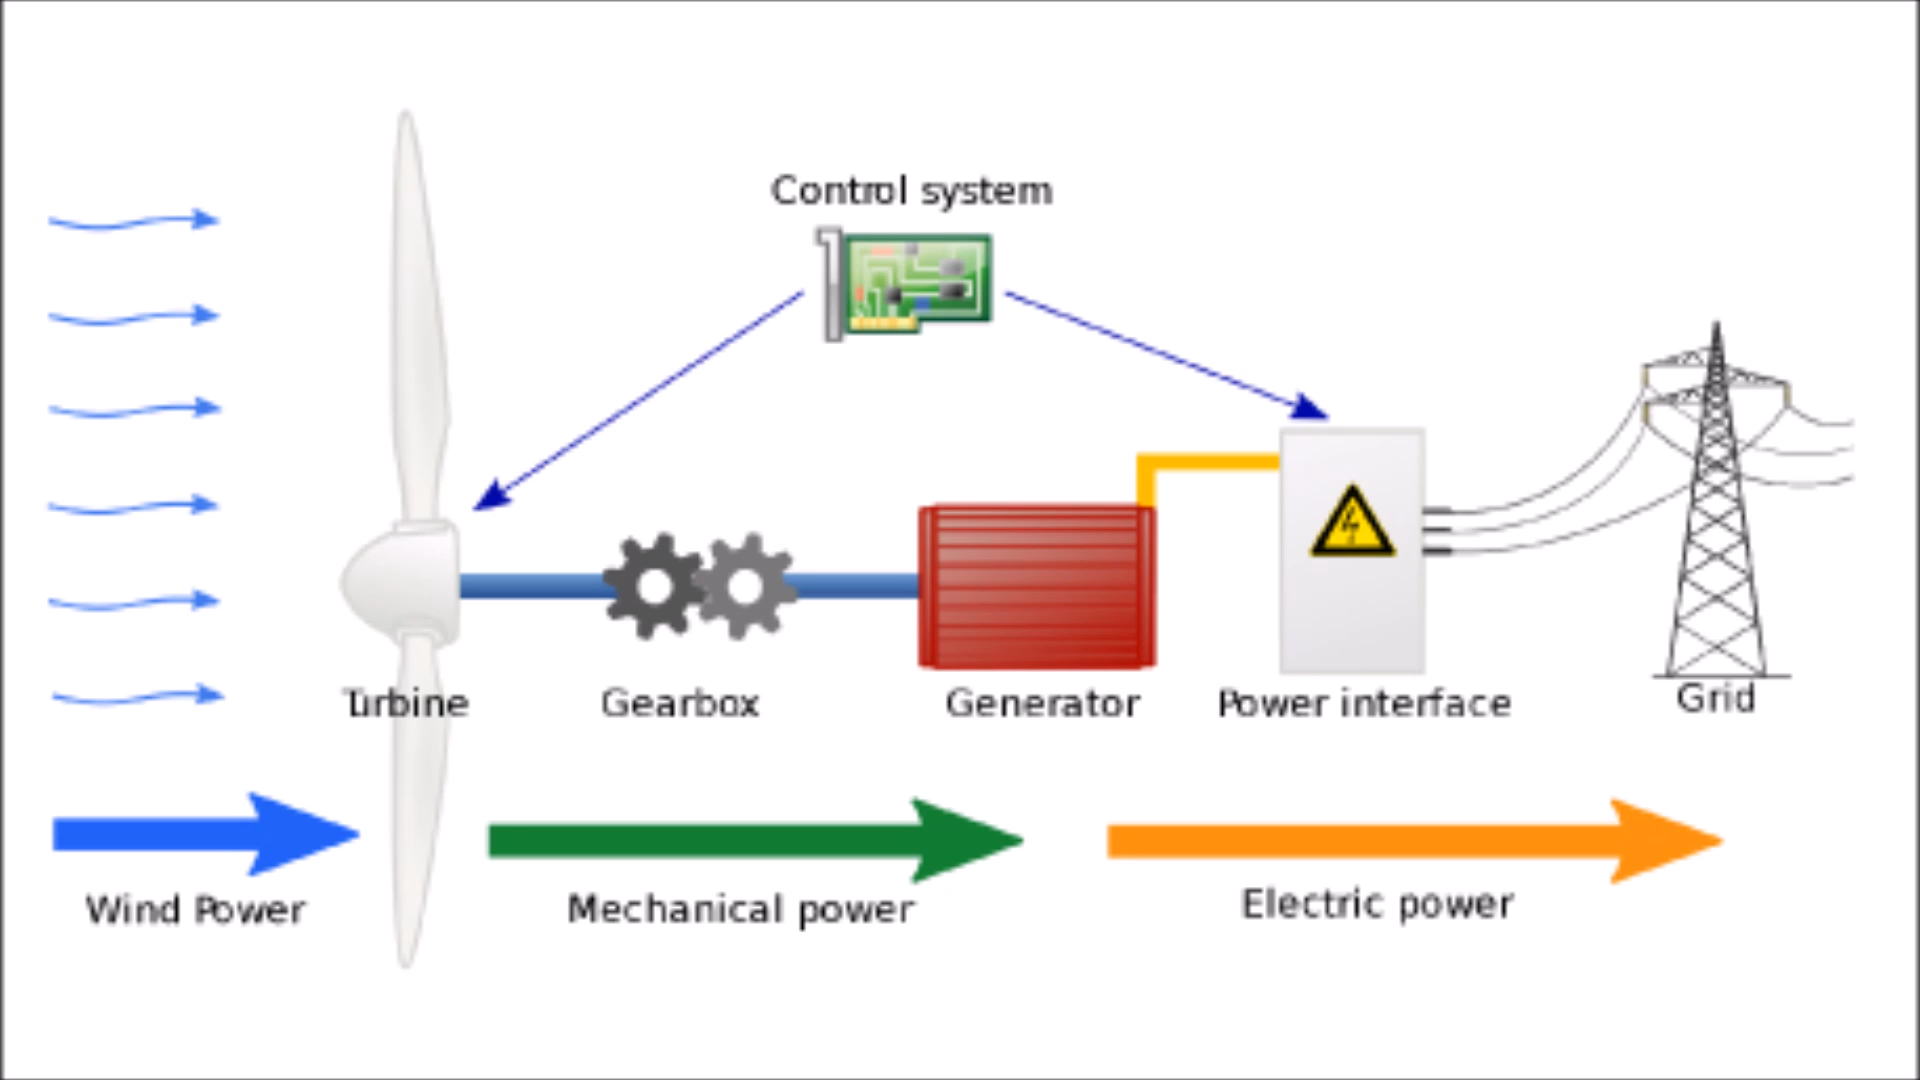 Control system
Turbine
Gearbox
Generator
Power interface
Grid
Wind Power
Mechanical power
Electric power